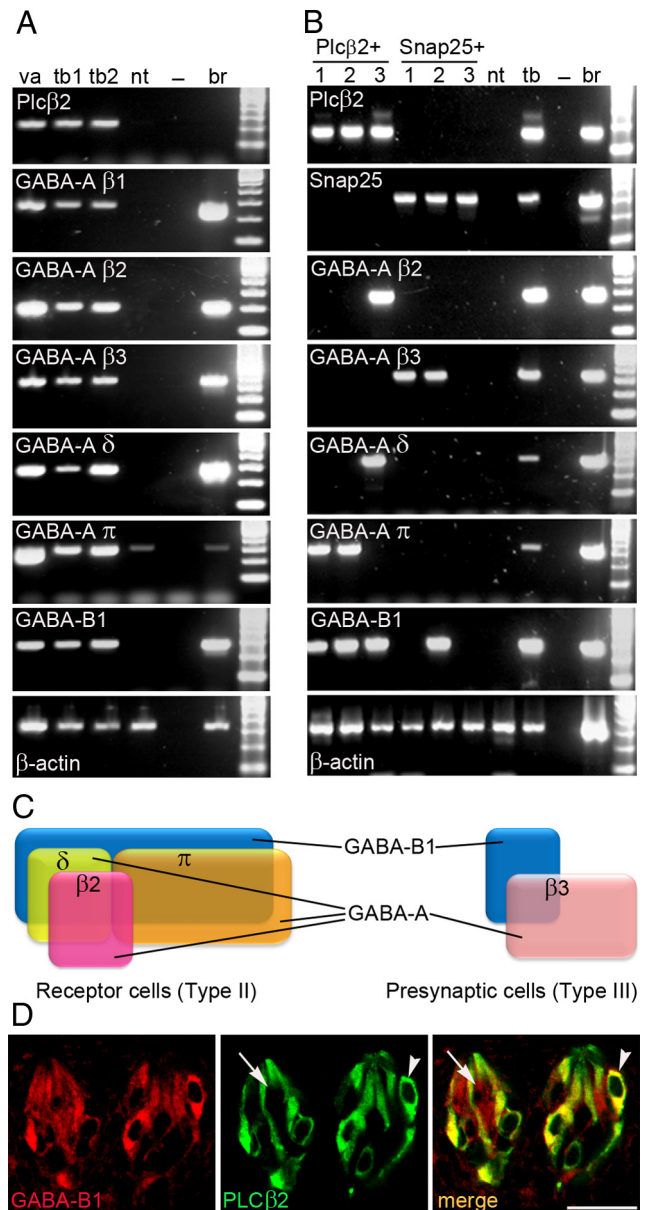 A
va tb1 tb2 nt – br
Plcβ2
GABA-A β1
GABA-A β2
GABA-A β3
GABA-A δ
GABA-A π
GABA-B1
β-actin
B
Plcβ2+ Snap25+
1 2 3 1 2 3 nt tb – br
Plcβ2
Snap25
GABA-A β2
GABA-A β3
GABA-A δ
GABA-A π
GABA-B1
β-actin
C
δ π GABA-B1
β2 β3
GABA-A
Receptor cells (Type II) Presynaptic cells (Type III)
D
GABA-B1 PLCβ2 merge